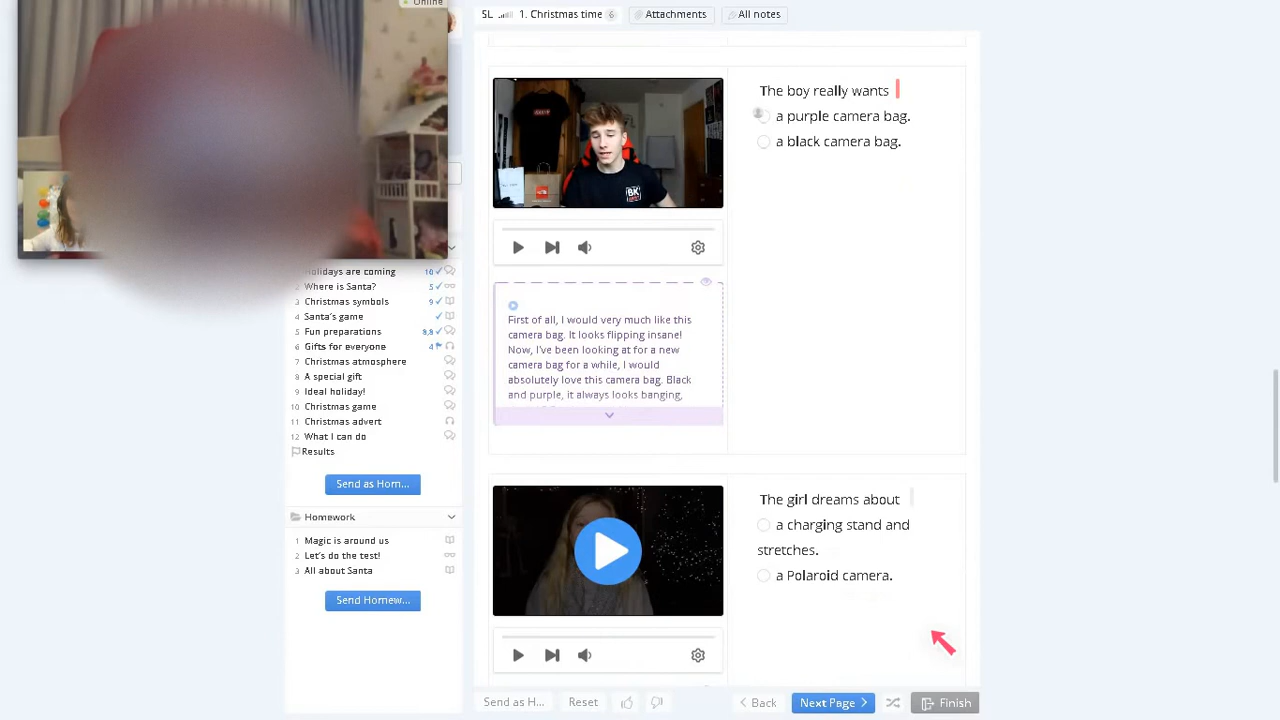 Online
SL 1. Christmas time 6 Attachments All notes
The boy really wants
a purple camera bag.
a black camera bag.
First of all, I would very much like this
camera bag. It looks flipping insane!
Now, I've been looking at for a new
camera bag for a while, I would
absolutely love this camera bag. Black
and purple, it always looks banging,
The girl dreams about
a charging stand and
stretches.
a Polaroid camera.
Holidays are coming 10
2 Where is Santa? 5
3 Christmas symbols 9
4 Santa's game
5 Fun preparations 8,8
6 Gifts for everyone 4
7 Christmas atmosphere
8 A special gift
9 Ideal holiday!
10 Christmas game
11 Christmas advert
12 What I can do
Results
Send as Hom...
Homework
1 Magic is around us
2 Let's do the test!
3 All about Santa
Send Homew...
Send as H... Reset Back Next Page Finish